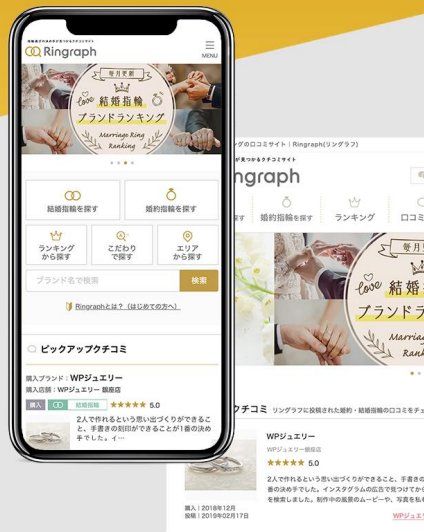 Ringraph
MENU
毎月更新
Love 結婚指輪
ブランドランキング
Marriage Ring
Ranking
結婚指輪を探す
婚約指輪を探す
ランキング
から探す
こだわり
で探す
エリア
から探す
ブランド名で検索
検索
Ringraphとは?(はじめての方へ)
ピックアップクチコミ
購入ブランド：WPジュエリー
購入店舗：WPジュエリー 銀座店
購入
結婚指輪
★★★★★ 5.0
2人で作れるという思い出づくりができるこ
と、手書きの刻印ができることが1番の決め
手でした。イ…
グの口コミサイト｜Ringraph(リングラフ)
が見つかるクチコミサイト
ngraph
探す
婚約指輪を探す
ランキング
口コミ
毎月
Love 結婚
ブランドラ
Marria
Rank
クチコミ リングラフに投稿された婚約・結婚指輪の口コミをチェ
WPジュエリー
WPジュエリー銀座店
★★★★★ 5.0
2人で作れるという思い出づくりができること、手書きの
番の決め手でした。インスタグラムの広告で見つけてから
を検索しました。制作中の風景のムービーや、写真を私も
購入｜2018年12月
投稿｜2019年02月17日
WPジュエ